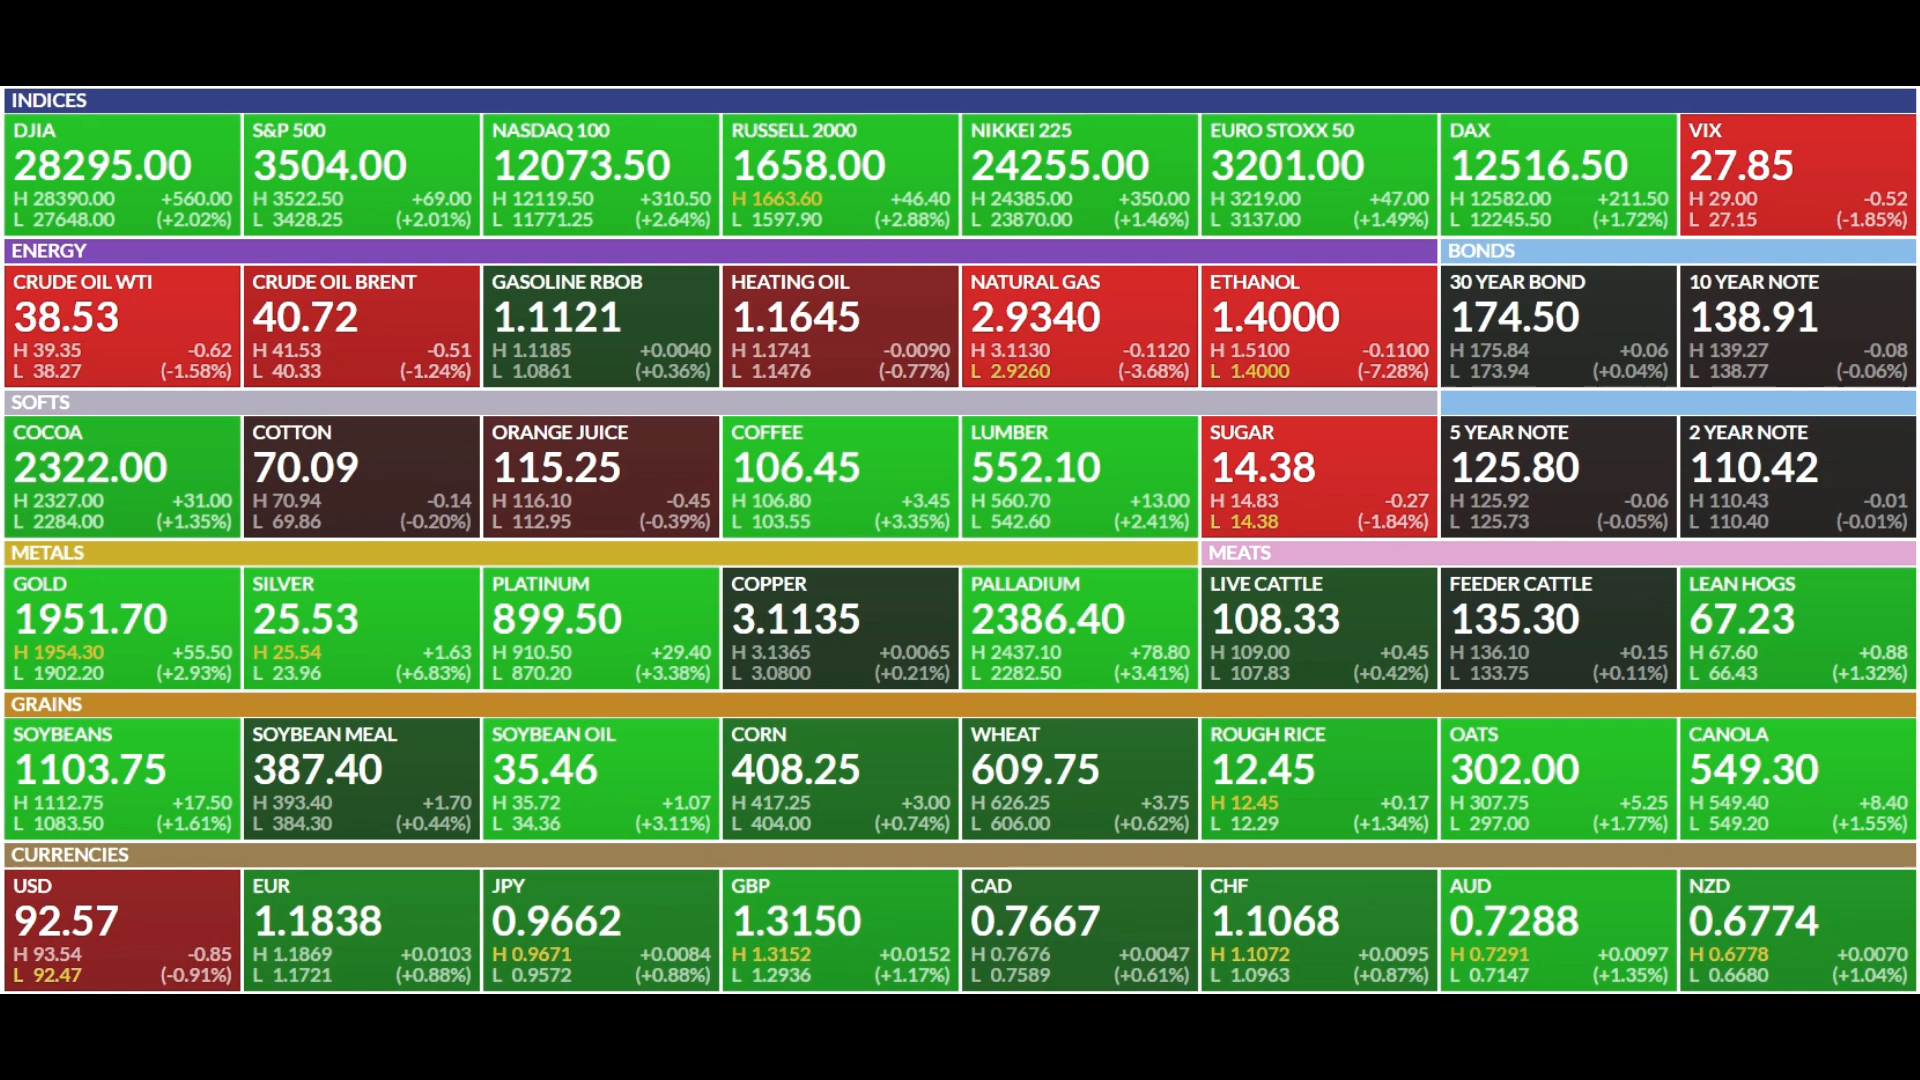 INDICES
DJIA S&P 500 NASDAQ 100 RUSSELL 2000 NIKKEI 225 EURO STOXX 50 DAX VIX
28295.00 3504.00 12073.50 1658.00 24255.00 3201.00 12516.50 27.85
H 28390.00 +560.00 H 3522.50 +69.00 H 12119.50 +310.50 H 1663.60 +46.40 H 24385.00 +350.00 H 3219.00 +47.00 H 12582.00 +211.50 H 29.00 -0.52
L 27648.00 (+2.02%) L 3428.25 (+2.01%) L 11771.25 (+2.64%) L 1597.90 (+2.88%) L 23870.00 (+1.46%) L 3137.00 (+1.49%) L 12245.50 (+1.72%) L 27.15 (-1.85%)
ENERGY BONDS
CRUDE OIL WTI CRUDE OIL BRENT GASOLINE RBOB HEATING OIL NATURAL GAS ETHANOL 30 YEAR BOND 10 YEAR NOTE
38.53 40.72 1.1121 1.1645 2.9340 1.4000 174.50 138.91
H 39.35 -0.62 H 41.53 -0.51 H 1.1185 +0.0040 H 1.1741 -0.0090 H 3.1130 -0.1120 H 1.5100 -0.1100 H 175.84 +0.06 H 139.27 -0.08
L 38.27 (-1.58%) L 40.33 (-1.24%) L 1.0861 (+0.36%) L 1.1476 (-0.77%) L 2.9260 (-3.68%) L 1.4000 (-7.28%) L 173.94 (+0.04%) L 138.77 (-0.06%)
SOFTS
COCOA COTTON ORANGE JUICE COFFEE LUMBER SUGAR 5 YEAR NOTE 2 YEAR NOTE
2322.00 70.09 115.25 106.45 552.10 14.38 125.80 110.42
H 2327.00 +31.00 H 70.94 -0.14 H 116.10 -0.45 H 106.80 +3.45 H 560.70 +13.00 H 14.83 -0.27 H 125.92 -0.06 H 110.43 -0.01
L 2284.00 (+1.35%) L 69.86 (-0.20%) L 112.95 (-0.39%) L 103.55 (+3.35%) L 542.60 (+2.41%) L 14.38 (-1.84%) L 125.73 (-0.05%) L 110.40 (-0.01%)
METALS MEATS
GOLD SILVER PLATINUM COPPER PALLADIUM LIVE CATTLE FEEDER CATTLE LEAN HOGS
1951.70 25.53 899.50 3.1135 2386.40 108.33 135.30 67.23
H 1954.30 +55.50 H 25.54 +1.63 H 910.50 +29.40 H 3.1365 +0.0065 H 2437.10 +78.80 H 109.00 +0.45 H 136.10 +0.15 H 67.60 +0.88
L 1902.20 (+2.93%) L 23.96 (+6.83%) L 870.20 (+3.38%) L 3.0800 (+0.21%) L 2282.50 (+3.41%) L 107.83 (+0.42%) L 133.75 (+0.11%) L 66.43 (+1.32%)
GRAINS
SOYBEANS SOYBEAN MEAL SOYBEAN OIL CORN WHEAT ROUGH RICE OATS CANOLA
1103.75 387.40 35.46 408.25 609.75 12.45 302.00 549.30
H 1112.75 +17.50 H 393.40 +1.70 H 35.72 +1.07 H 417.25 +3.00 H 626.25 +3.75 H 12.45 +0.17 H 307.75 +5.25 H 549.40 +8.40
L 1083.50 (+1.61%) L 384.30 (+0.44%) L 34.36 (+3.11%) L 404.00 (+0.74%) L 606.00 (+0.62%) L 12.29 (+1.34%) L 297.00 (+1.77%) L 549.20 (+1.55%)
CURRENCIES
USD EUR JPY GBP CAD CHF AUD NZD
92.57 1.1838 0.9662 1.3150 0.7667 1.1068 0.7288 0.6774
H 93.54 -0.85 H 1.1869 +0.0103 H 0.9671 +0.0084 H 1.3152 +0.0152 H 0.7676 +0.0047 H 1.1072 +0.0095 H 0.7291 +0.0097 H 0.6778 +0.0070
L 92.47 (-0.91%) L 1.1721 (+0.88%) L 0.9572 (+0.88%) L 1.2936 (+1.17%) L 0.7589 (+0.61%) L 1.0963 (+0.87%) L 0.7147 (+1.35%) L 0.6680 (+1.04%)